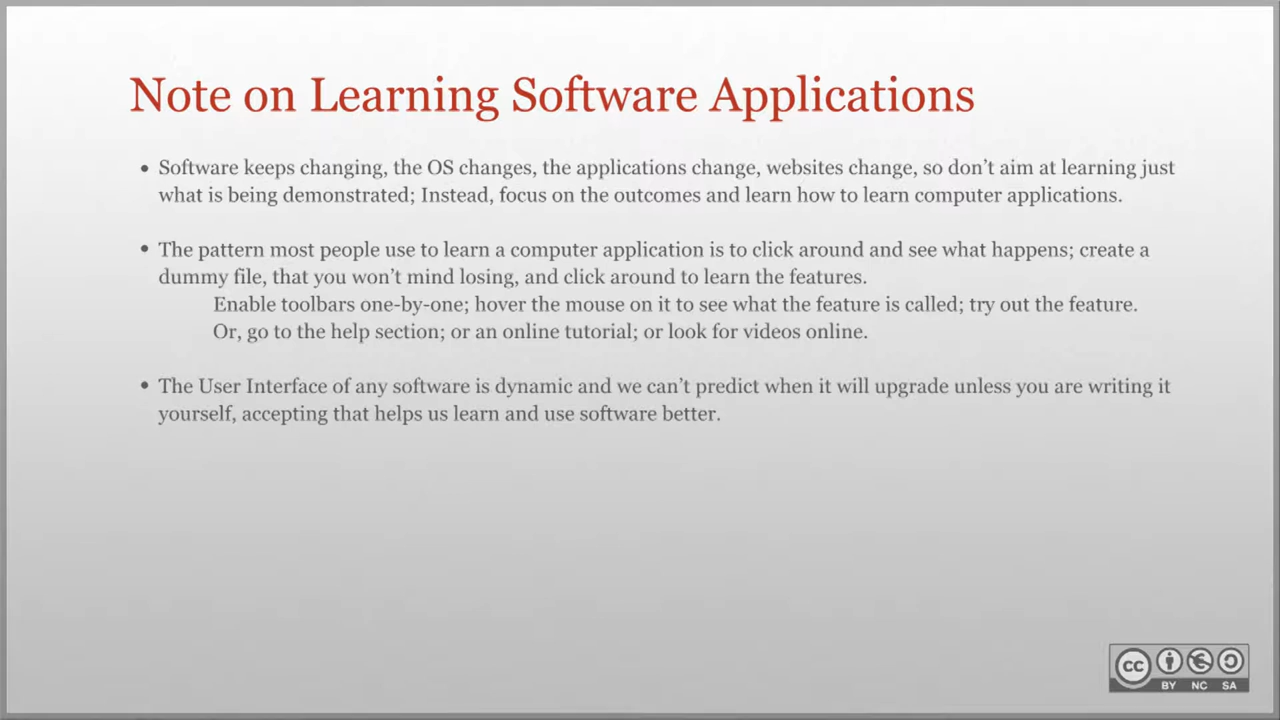 Note on Learning Software Applications
• Software keeps changing, the OS changes, the applications change, websites change, so don't aim at learning just
what is being demonstrated; Instead, focus on the outcomes and learn how to learn computer applications.
• The pattern most people use to learn a computer application is to click around and see what happens; create a
dummy file, that you won't mind losing, and click around to learn the features.
Enable toolbars one-by-one; hover the mouse on it to see what the feature is called; try out the feature.
Or, go to the help section; or an online tutorial; or look for videos online.
• The User Interface of any software is dynamic and we can't predict when it will upgrade unless you are writing it
yourself, accepting that helps us learn and use software better.
cc
BY NC SA